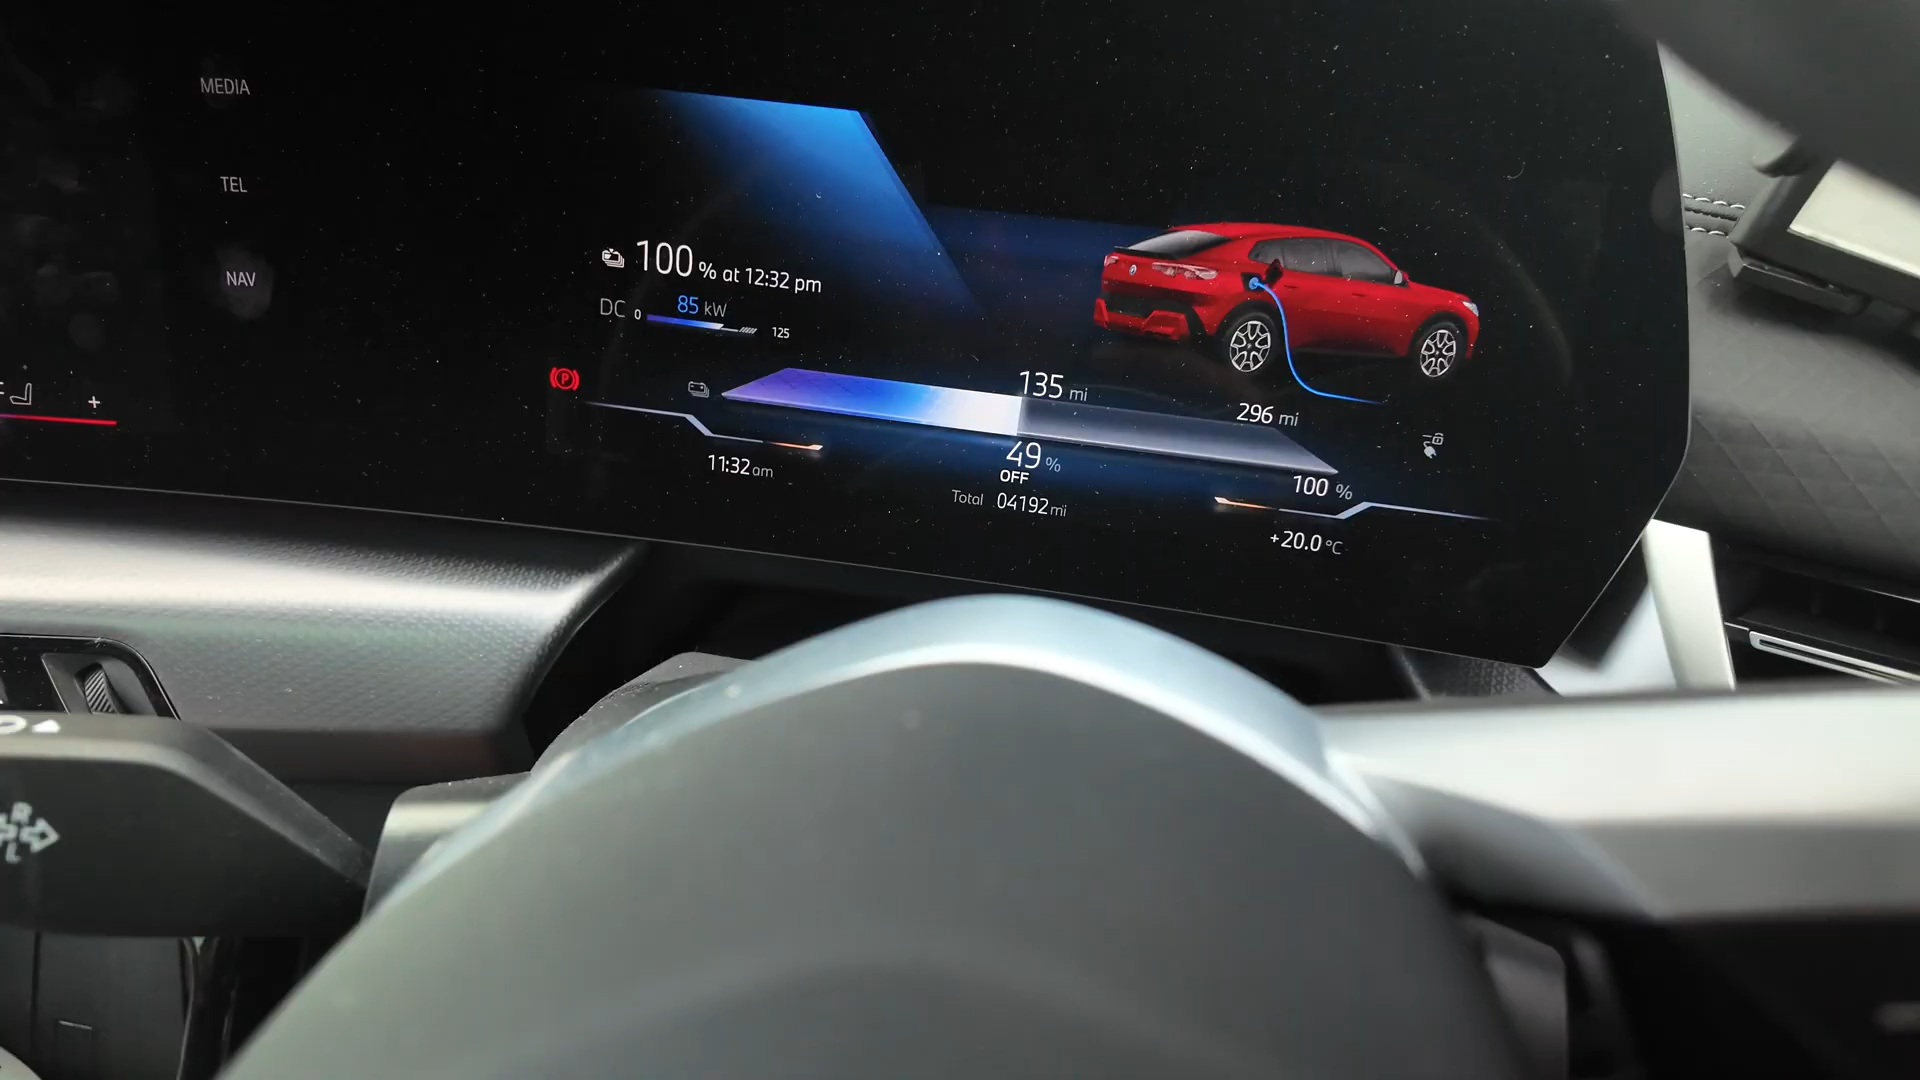 MEDIA
TEL
NAV
100 % at 12:32 pm
DC 0 85 kW 125
P
135 mi
296 mi
+
11:32 am
49 %
OFF
100 %
Total 04192 mi
+20.0 °C
R
L